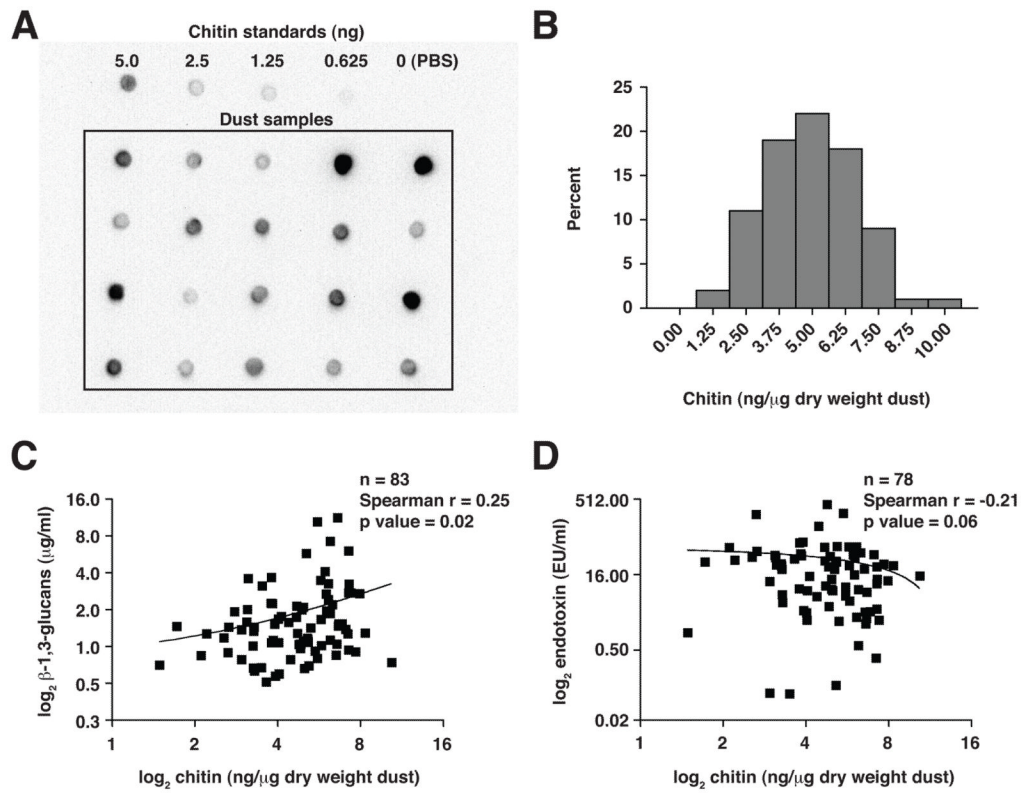 A
Chitin standards (ng)
5.0 2.5 1.25 0.625 0 (PBS)
Dust samples
B
25
20
15
10
5
0
Percent
0.00 1.25 2.50 3.75 5.00 6.25 7.50 8.75 10.00
Chitin (ng/μg dry weight dust)
C
n = 83
Spearman r = 0.25
p value = 0.02
16.0
8.0
4.0
2.0
1.0
0.5
0.3
log₂ β-1,3-glucans (μg/ml)
1 2 4 8 16
log₂ chitin (ng/μg dry weight dust)
D
n = 78
Spearman r = -0.21
p value = 0.06
512.00
16.00
0.50
0.02
log₂ endotoxin (EU/ml)
1 2 4 8 16
log₂ chitin (ng/μg dry weight dust)